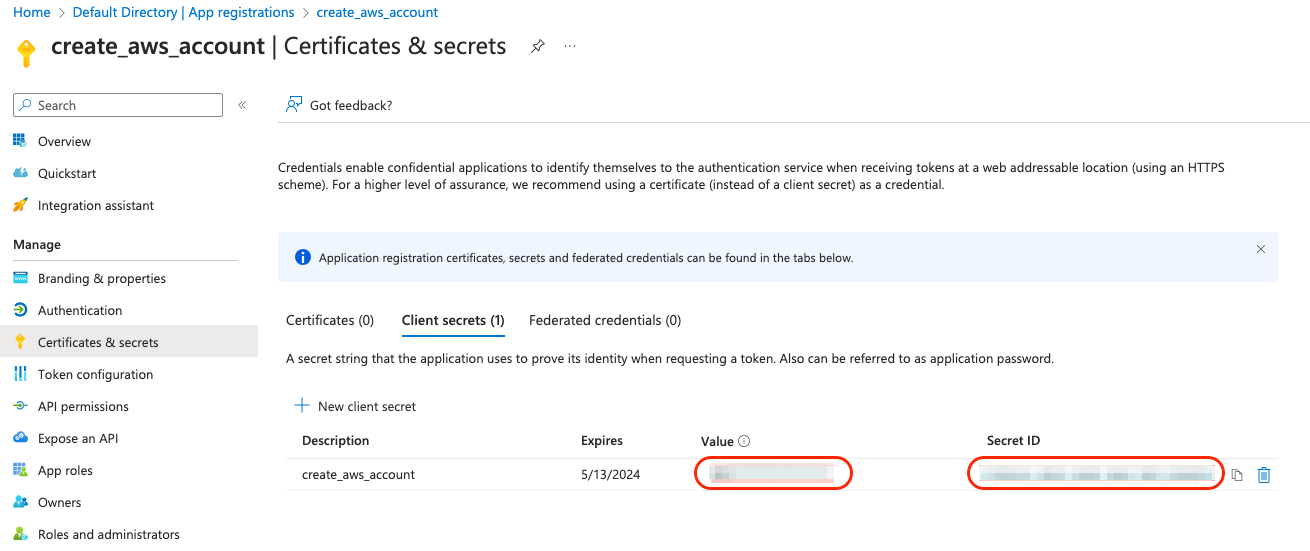 Home > Default Directory | App registrations > create_aws_account
create_aws_account | Certificates & secrets
Search
Overview
Quickstart
Integration assistant
Manage
Branding & properties
Authentication
Certificates & secrets
Token configuration
API permissions
Expose an API
App roles
Owners
Roles and administrators
Got feedback?
Credentials enable confidential applications to identify themselves to the authentication service when receiving tokens at a web addressable location (using an HTTPS
scheme). For a higher level of assurance, we recommend using a certificate (instead of a client secret) as a credential.
Application registration certificates, secrets and federated credentials can be found in the tabs below.
Certificates (0) Client secrets (1) Federated credentials (0)
A secret string that the application uses to prove its identity when requesting a token. Also can be referred to as application password.
New client secret
Description Expires Value Secret ID
create_aws_account 5/13/2024